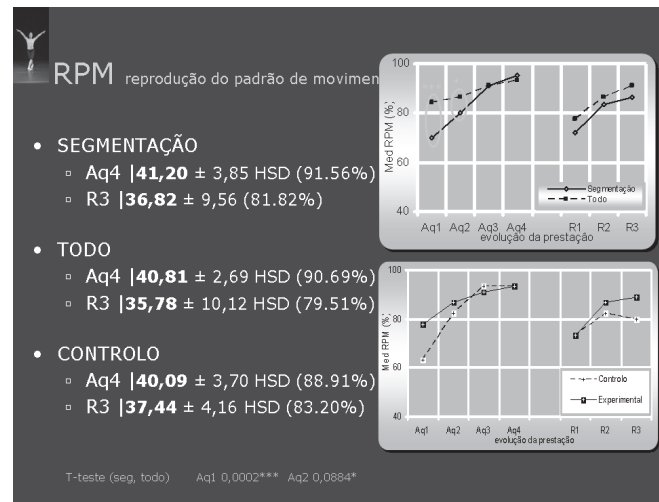 RPM reprodução do padrão de movimen
• SEGMENTAÇÃO
▫ Aq4 |41,20 ± 3,85 HSD (91.56%)
▫ R3 |36,82 ± 9,56 (81.82%)
• TODO
▫ Aq4 |40,81 ± 2,69 HSD (90.69%)
▫ R3 |35,78 ± 10,12 HSD (79.51%)
• CONTROLO
▫ Aq4 |40,09 ± 3,70 HSD (88.91%)
▫ R3 |37,44 ± 4,16 HSD (83.20%)
T-teste (seg, todo) Aq1 0,0002*** Aq2 0,0884*
Med RPM (%)
100
80
60
40
Segmentação
Todo
Aq1 Aq2 Aq3 Aq4 R1 R2 R3
evolução da prestação
Med RPM (%)
100
80
60
40
Controlo
Experimental
Aq1 Aq2 Aq3 Aq4 R1 R2 R3
evolução da prestação